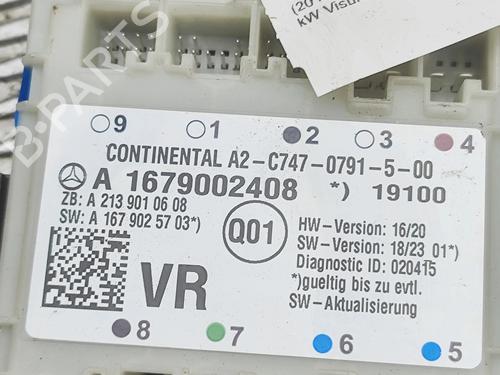 (20
kW
9 1 2 3 4
CONTINENTAL A2-C747-0791-5-00
A 1679002408 *) 19100
ZB: A 213 901 06 08
SW: A 167 902 57 03*)
Q01
HW-Version: 16/20
SW-Version: 18/23 01*)
Diagnostic ID: 020415
*)gueltig bis zu evtl.
SW-Aktualisierung
VR
8 7 6 5
B-PARTS